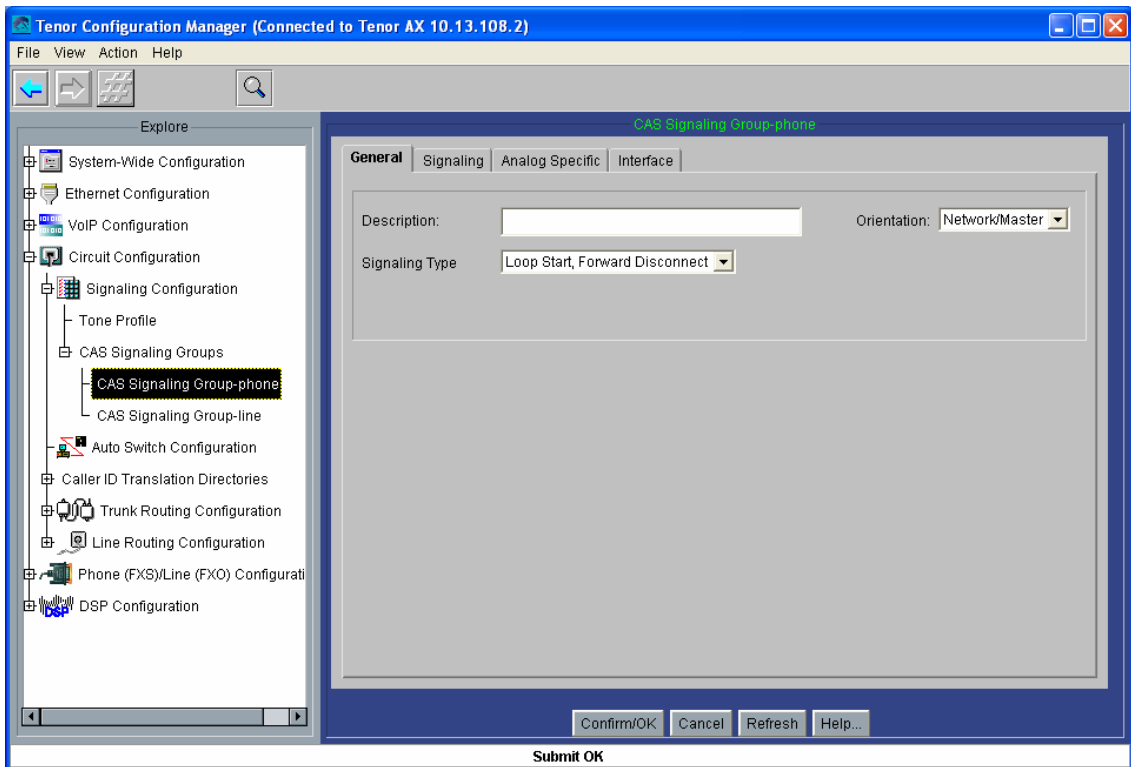 Tenor Configuration Manager (Connected to Tenor AX 10.13.108.2)
File View Action Help
Explore
System-Wide Configuration
Ethernet Configuration
VoIP Configuration
Circuit Configuration
Signaling Configuration
Tone Profile
CAS Signaling Groups
CAS Signaling Group-phone
CAS Signaling Group-line
Auto Switch Configuration
Caller ID Translation Directories
Trunk Routing Configuration
Line Routing Configuration
Phone (FXS)/Line (FXO) Configurati
DSP
DSP Configuration
CAS Signaling Group-phone
General Signaling Analog Specific Interface
Description: Orientation: Network/Master
Signaling Type Loop Start, Forward Disconnect
Confirm/OK Cancel Refresh Help...
Submit OK